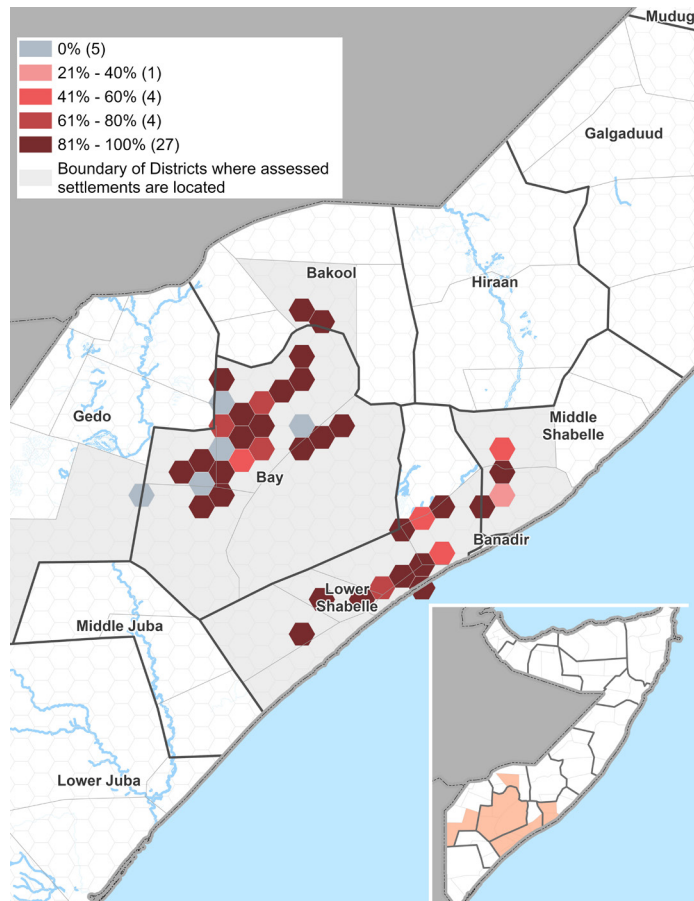 Mudug
0% (5)
21% - 40% (1)
41% - 60% (4)
61% - 80% (4)
81% - 100% (27)
Boundary of Districts where assessed
settlements are located
Galgaduud
Bakool
Hiraan
Gedo
Middle
Shabelle
Bay
Banadir
Lower
Shabelle
Middle Juba
Lower Juba